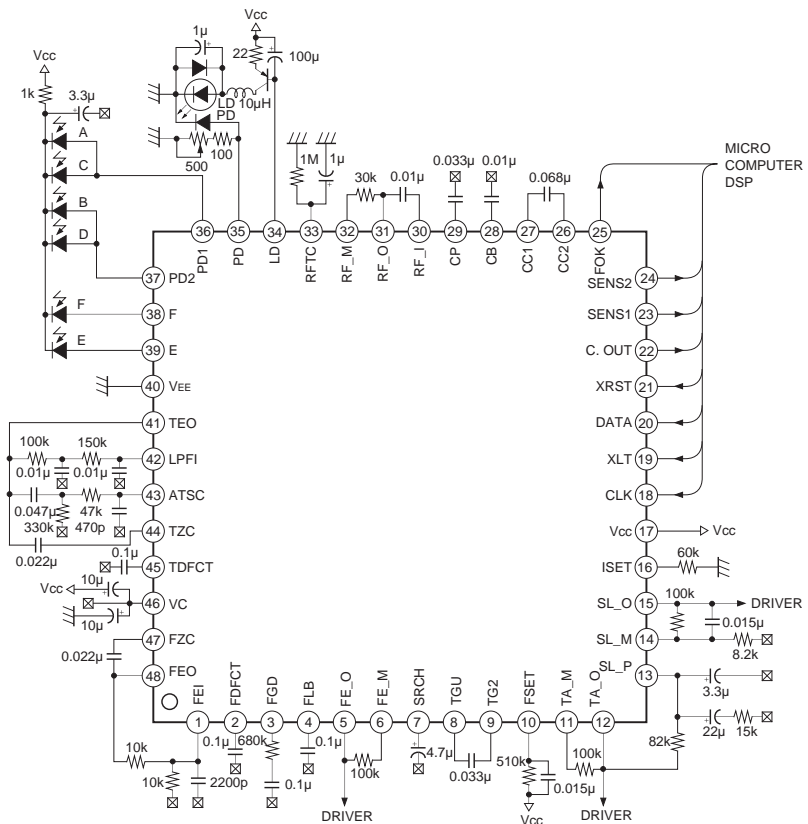 1μ
Vcc
22
100μ
LD
PD
10μH
500
100
Vcc
1k
3.3μ
A
C
B
D
F
E
1M
1μ
30k
0.01μ
0.033μ
0.01μ
0.068μ
MICRO
COMPUTER
DSP
36 PD1
35 PD
34 LD
33 RFTC
32 RF_M
31 RF_O
30 RF_I
29 CP
28 CB
27 CC1
26 CC2
25 FOK
37 PD2
38 F
39 E
40 VEE
41 TEO
42 LPFI
43 ATSC
44 TZC
45 TDFCT
46 VC
47 FZC
48 FEO
SENS2 24
SENS1 23
C. OUT 22
XRST 21
DATA 20
XLT 19
CLK 18
Vcc 17 Vcc
ISET 16
60k
SL_O 15 DRIVER
SL_M 14
SL_P 13
100k
0.015μ
8.2k
3.3μ
22μ
15k
82k
100k
150k
0.01μ
0.01μ
0.047μ
47k
330k
470p
0.022μ
0.1μ
Vcc
10μ
10μ
0.022μ
FEI 1
FDFCT 2
FGD 3
FLB 4
FE_O 5
FE_M 6
SRCH 7
TGU 8
TG2 9
FSET 10
TA_M 11
TA_O 12
10k
10k
2200p
0.1μ
680k
0.1μ
0.1μ
100k
DRIVER
4.7μ
0.033μ
510k
0.015μ
Vcc
100k
DRIVER